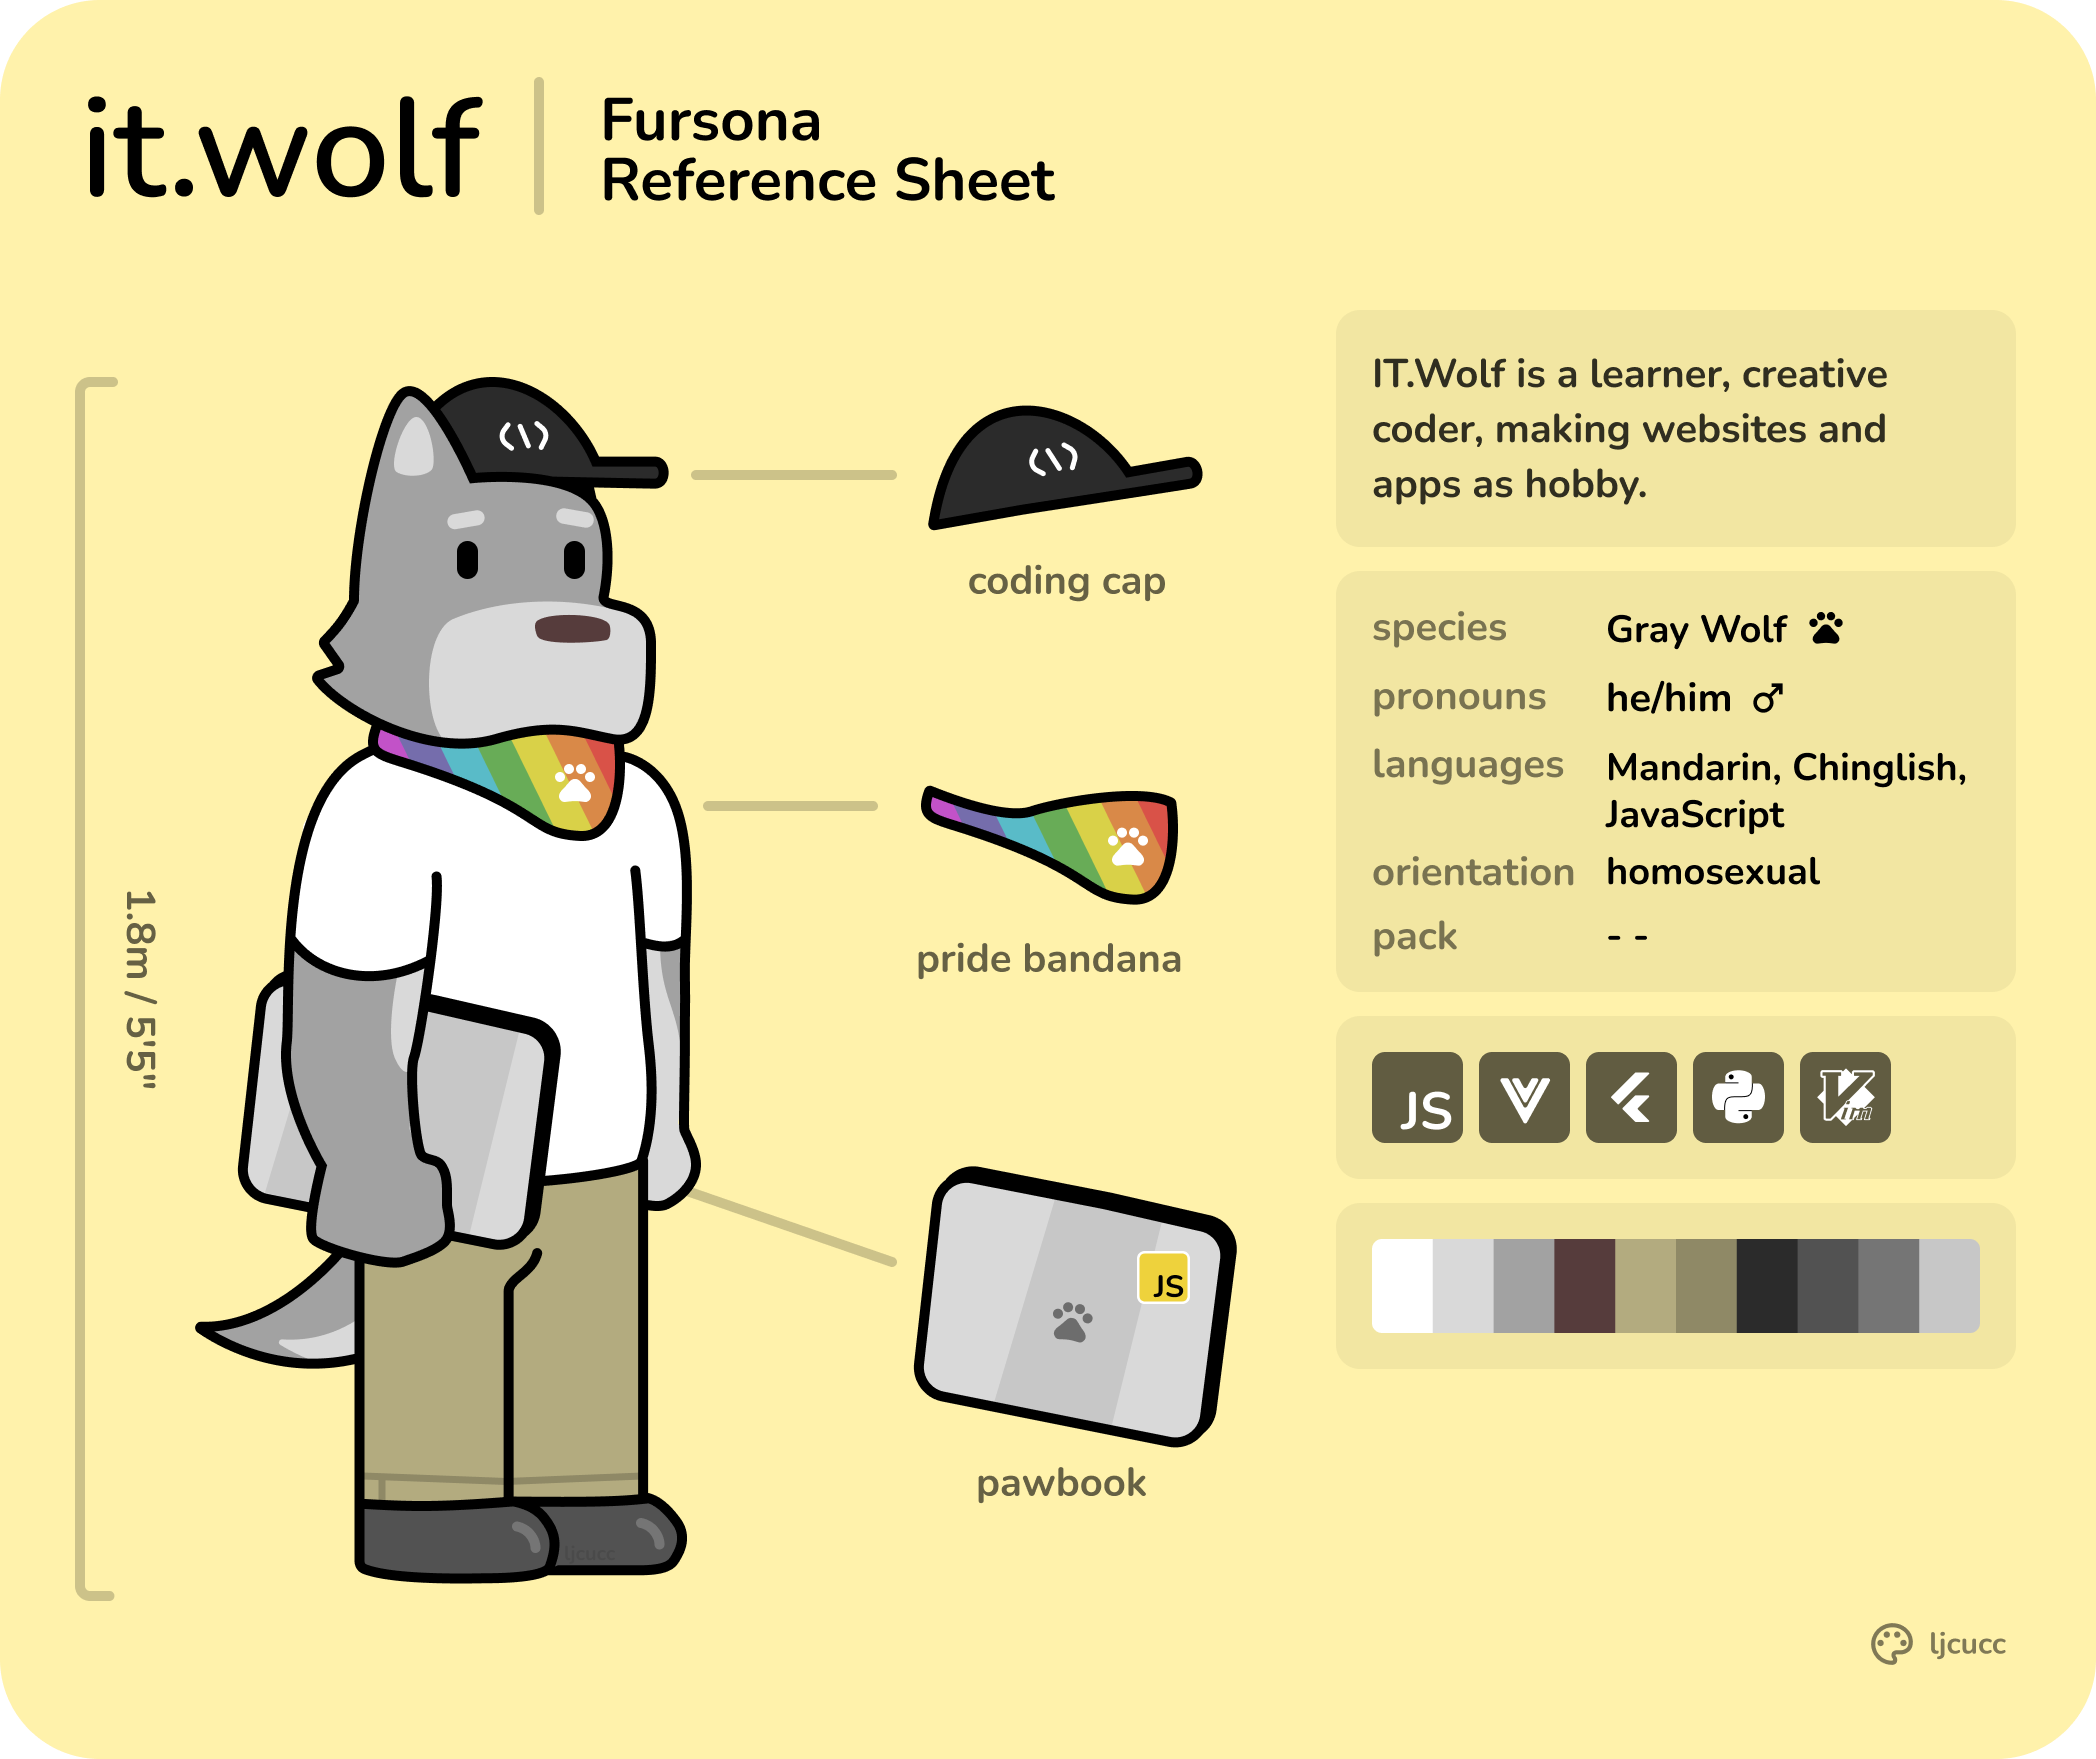 it.wolf
Fursona
Reference Sheet
1.8m / 5'5"
<\>
<\>
coding cap
pride bandana
JS
pawbook
IT.Wolf is a learner, creative
coder, making websites and
apps as hobby.
species Gray Wolf
pronouns he/him ♂
languages Mandarin, Chinglish,
JavaScript
orientation homosexual
pack - -
JS
Vim
ljcucc
ljcucc